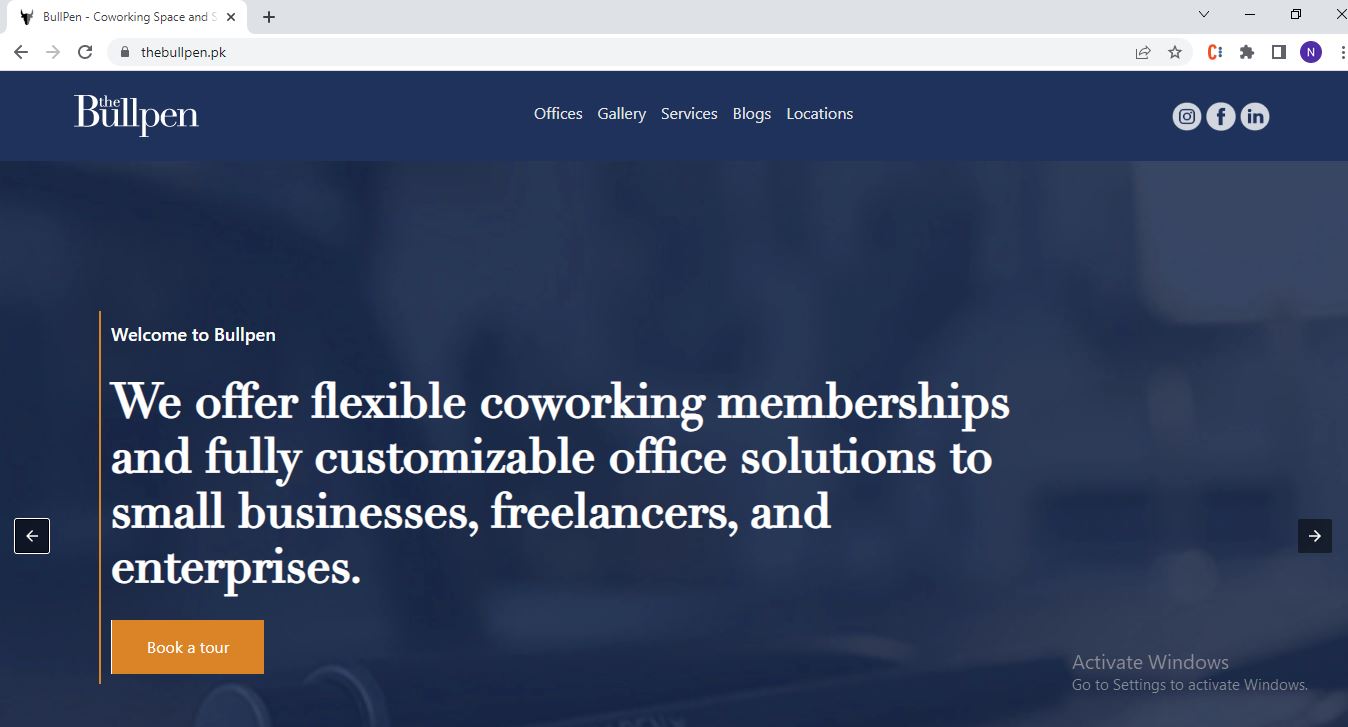 BullPen - Coworking Space and S
thebullpen.pk
N
the Bullpen
Offices Gallery Services Blogs Locations
Welcome to Bullpen
We offer flexible coworking memberships
and fully customizable office solutions to
small businesses, freelancers, and
enterprises.
Book a tour
Activate Windows
Go to Settings to activate Windows.